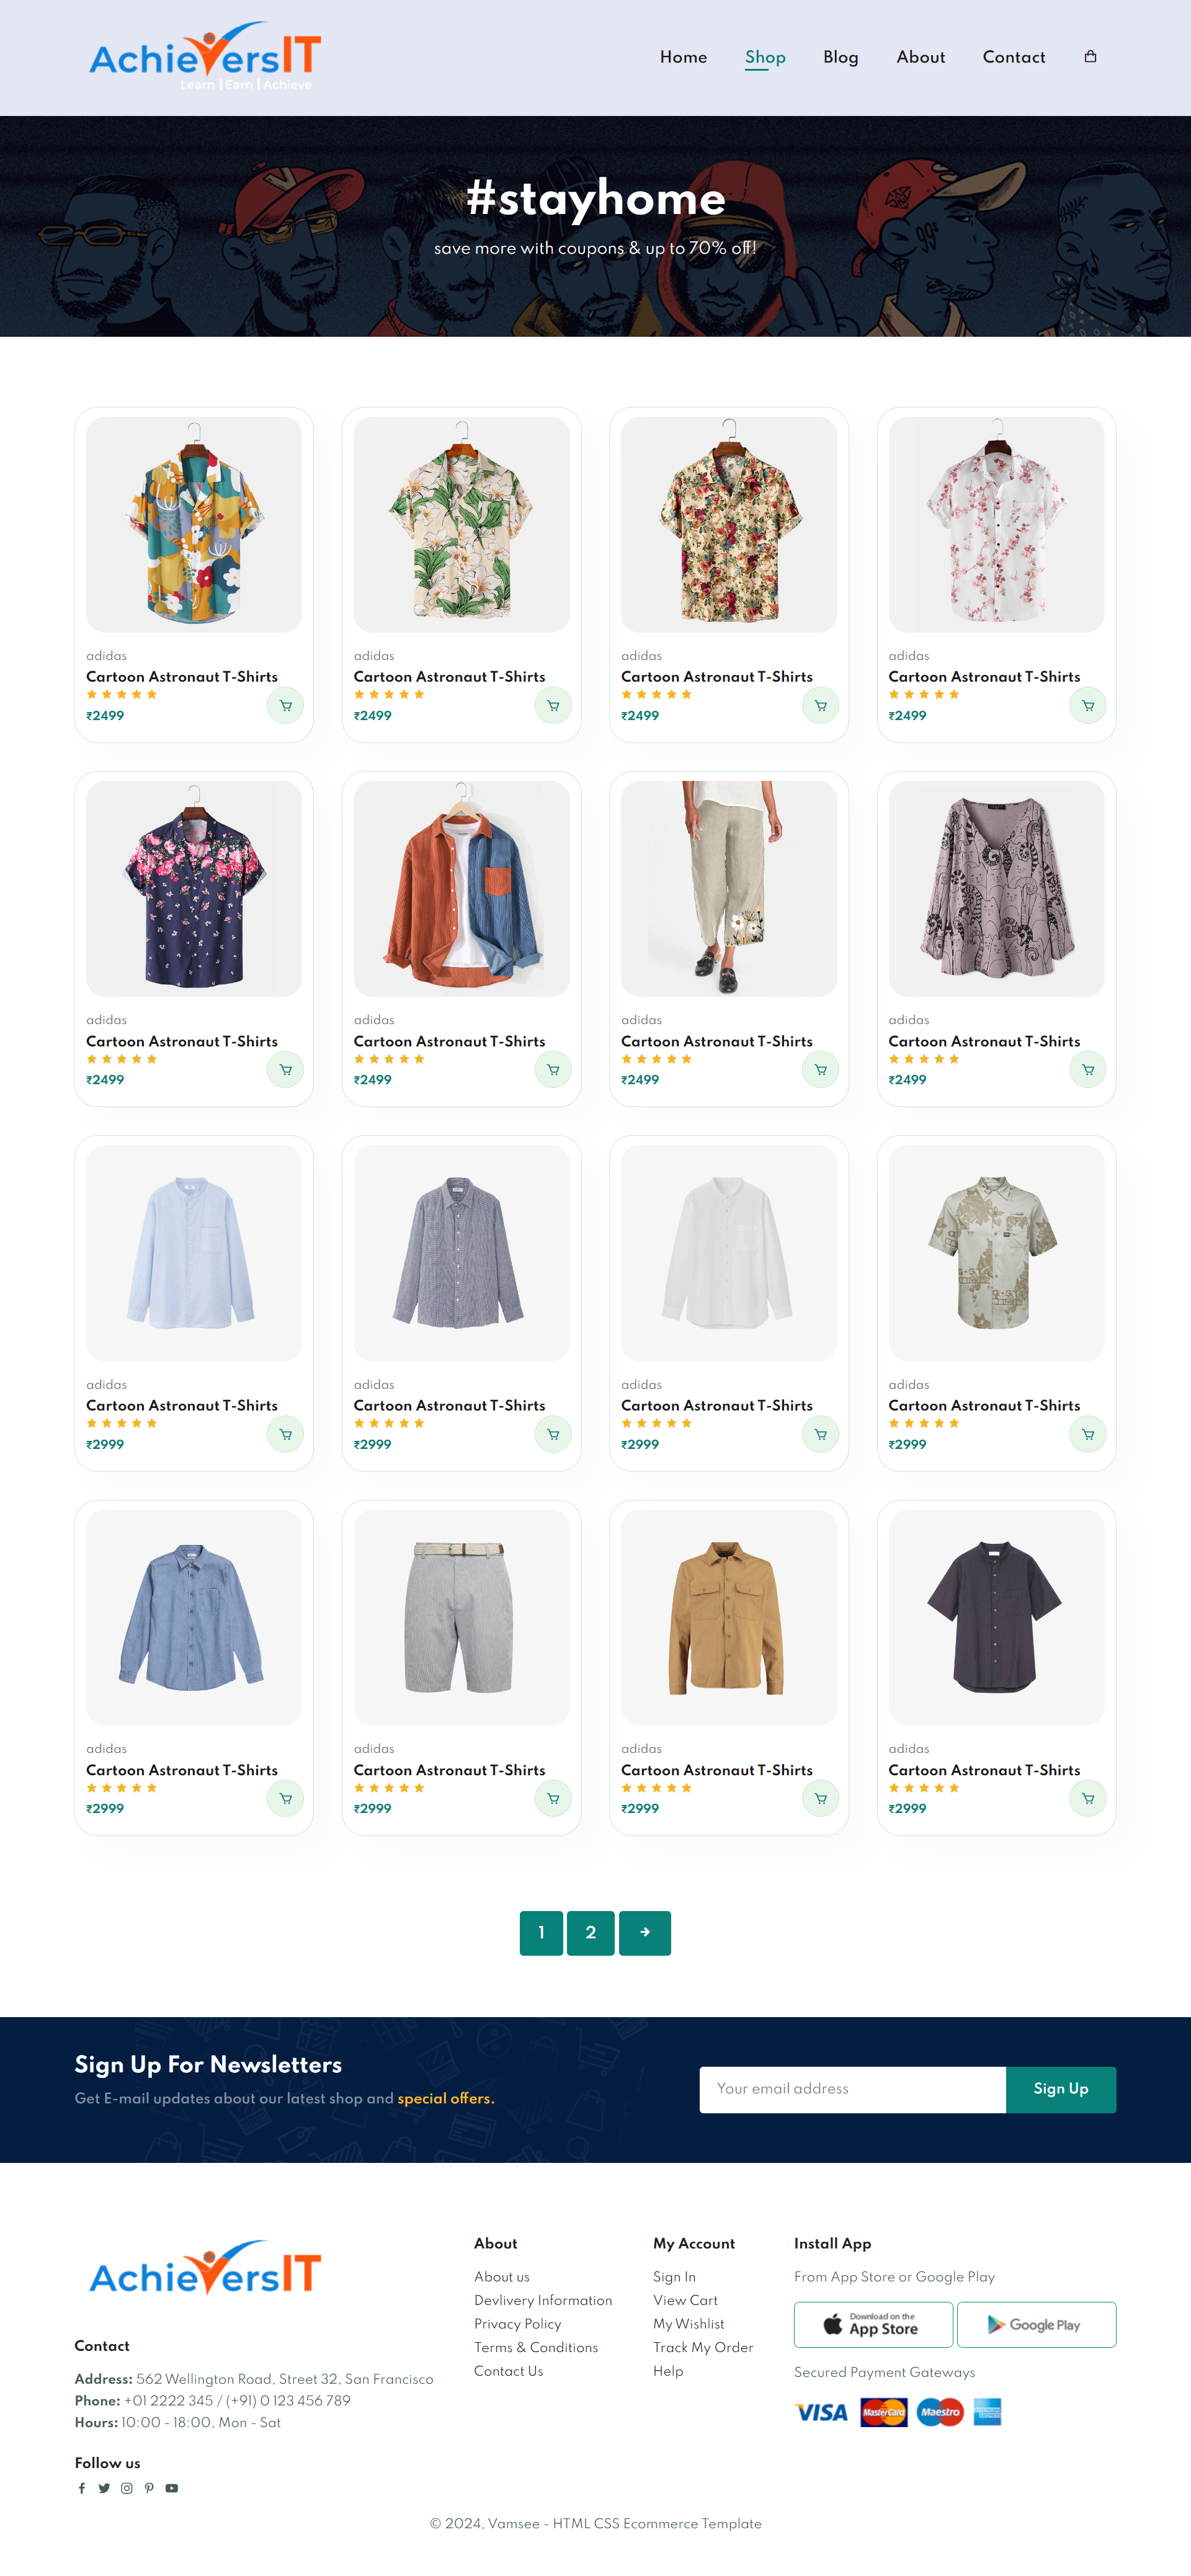 AchieversIT
Learn | Earn | Achieve
Home Shop Blog About Contact
#stayhome
save more with coupons & up to 70% off!
adidas adidas adidas adidas
Cartoon Astronaut T-Shirts Cartoon Astronaut T-Shirts Cartoon Astronaut T-Shirts Cartoon Astronaut T-Shirts
₹2499 ₹2499 ₹2499 ₹2499
adidas adidas adidas adidas
Cartoon Astronaut T-Shirts Cartoon Astronaut T-Shirts Cartoon Astronaut T-Shirts Cartoon Astronaut T-Shirts
₹2499 ₹2499 ₹2499 ₹2499
adidas adidas adidas adidas
Cartoon Astronaut T-Shirts Cartoon Astronaut T-Shirts Cartoon Astronaut T-Shirts Cartoon Astronaut T-Shirts
₹2999 ₹2999 ₹2999 ₹2999
adidas adidas adidas adidas
Cartoon Astronaut T-Shirts Cartoon Astronaut T-Shirts Cartoon Astronaut T-Shirts Cartoon Astronaut T-Shirts
₹2999 ₹2999 ₹2999 ₹2999
1 2
Sign Up For Newsletters
Get E-mail updates about our latest shop and special offers.
Your email address
Sign Up
AchieversIT
Contact
Address: 562 Wellington Road, Street 32, San Francisco
Phone: +01 2222 345 / (+91) 0 123 456 789
Hours: 10:00 - 18:00, Mon - Sat
Follow us
About
About us
Devlivery Information
Privacy Policy
Terms & Conditions
Contact Us
My Account
Sign In
View Cart
My Wishlist
Track My Order
Help
Install App
From App Store or Google Play
Download on the
App Store
Google Play
Secured Payment Gateways
VISA MasterCard Maestro AMERICAN EXPRESS
© 2024, Vamsee - HTML CSS Ecommerce Template